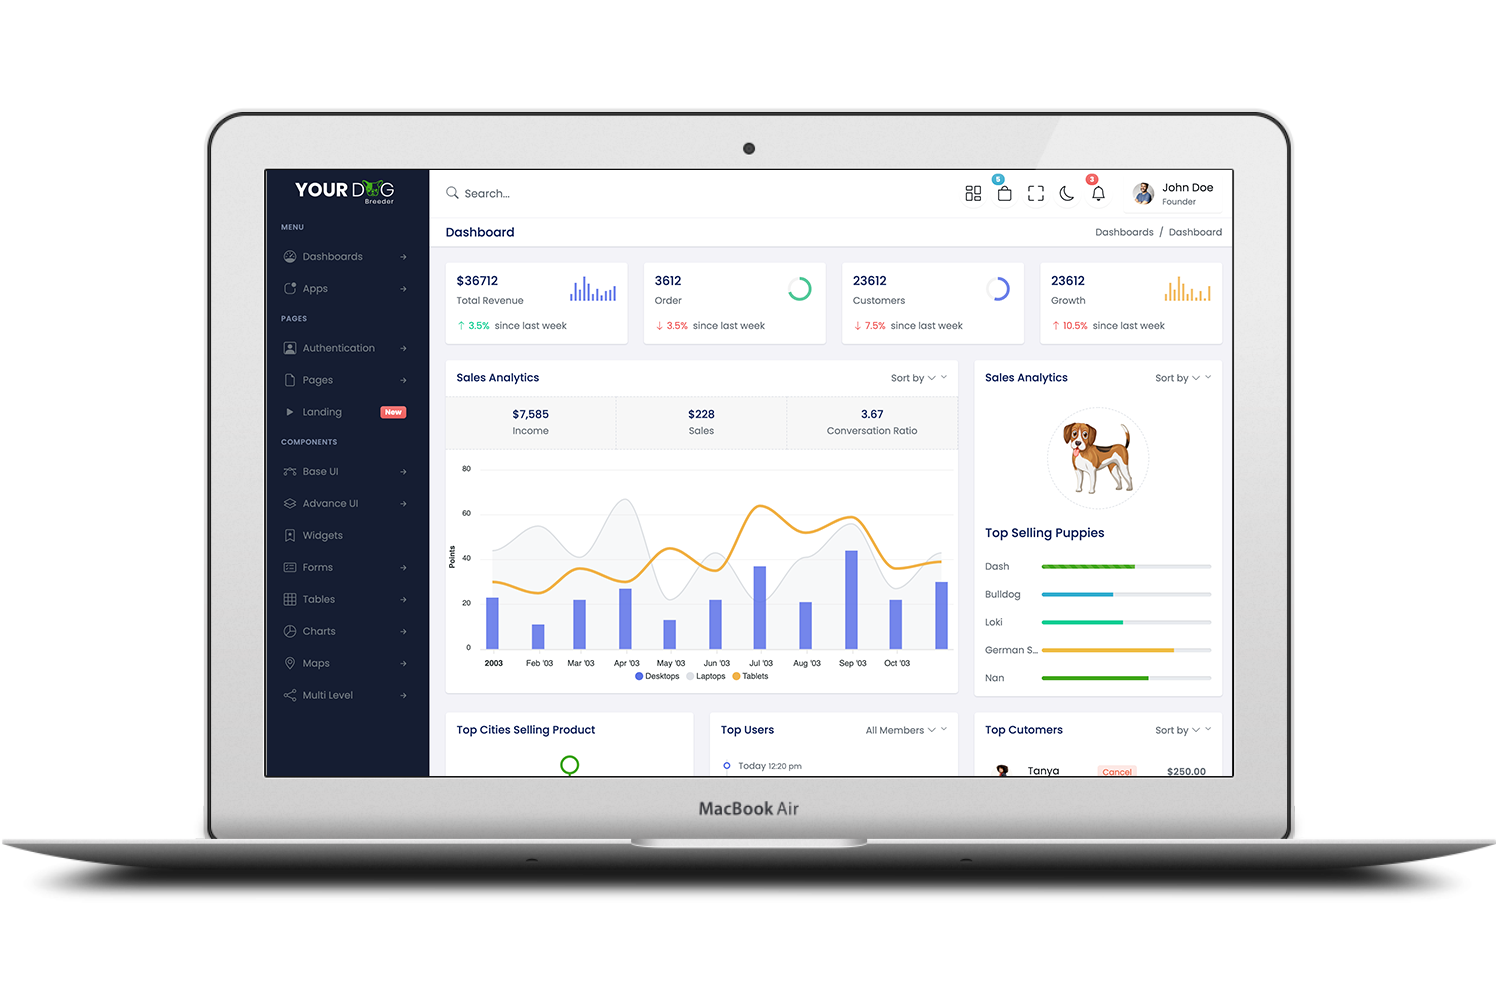 YOUR DOG
Breeder
MENU
Dashboards
Apps
PAGES
Authentication
Pages
Landing New
COMPONENTS
Base UI
Advance UI
Widgets
Forms
Tables
Charts
Maps
Multi Level
Search...
5
3
John Doe
Founder
Dashboard
Dashboards / Dashboard
$36712
Total Revenue
↑ 3.5% since last week
3612
Order
↓ 3.5% since last week
23612
Customers
↓ 7.5% since last week
23612
Growth
↑ 10.5% since last week
Sales Analytics
Sort by
$7,585
Income
$228
Sales
3.67
Conversation Ratio
80
60
40
20
0
Points
2003 Feb '03 Mar '03 Apr '03 May '03 Jun '03 Jul '03 Aug '03 Sep '03 Oct '03
Desktops Laptops Tablets
Sales Analytics
Sort by
Top Selling Puppies
Dash
Bulldog
Loki
German S...
Nan
Top Cities Selling Product
Top Users
All Members
Today 12:20 pm
Top Cutomers
Sort by
Tanya Cancel $250.00
MacBook Air